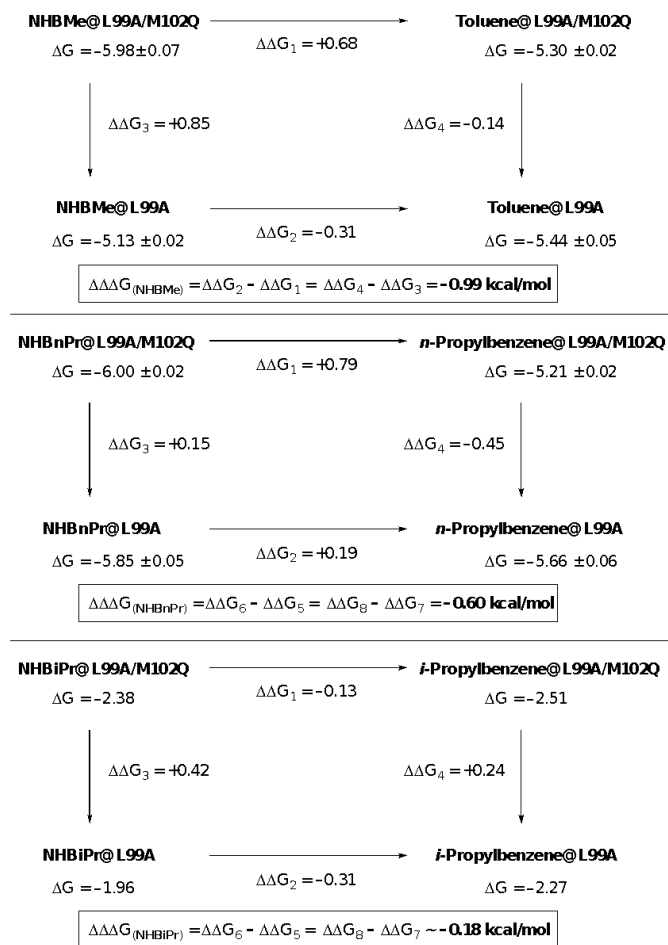 NHBMe@L99A/M102Q Toluene@L99A/M102Q
ΔG = –5.98±0.07 ΔΔG₁ = +0.68 ΔG = –5.30 ± 0.02
ΔΔG₃ = +0.85 ΔΔG₄ = –0.14
NHBMe@L99A Toluene@L99A
ΔG = –5.13 ±0.02 ΔΔG₂ = –0.31 ΔG = –5.44 ±0.05
ΔΔΔG(NHBMe) = ΔΔG₂ - ΔΔG₁ = ΔΔG₄ - ΔΔG₃ = –0.99 kcal/mol
NHBnPr@L99A/M102Q n-Propylbenzene@L99A/M102Q
ΔG = –6.00 ±0.02 ΔΔG₁ = +0.79 ΔG = –5.21 ±0.02
ΔΔG₃ = +0.15 ΔΔG₄ = –0.45
NHBnPr@L99A n-Propylbenzene@L99A
ΔG = –5.85 ±0.05 ΔΔG₂ = +0.19 ΔG = –5.66 ±0.06
ΔΔΔG(NHBnPr) = ΔΔG₆ - ΔΔG₅ = ΔΔG₈ - ΔΔG₇ = –0.60 kcal/mol
NHBiPr@L99A/M102Q i-Propylbenzene@L99A/M102Q
ΔG = –2.38 ΔΔG₁ = –0.13 ΔG = –2.51
ΔΔG₃ = +0.42 ΔΔG₄ = +0.24
NHBiPr@L99A i-Propylbenzene@L99A
ΔG = –1.96 ΔΔG₂ = –0.31 ΔG = –2.27
ΔΔΔG(NHBiPr) = ΔΔG₆ - ΔΔG₅ = ΔΔG₈ - ΔΔG₇ ~ –0.18 kcal/mol